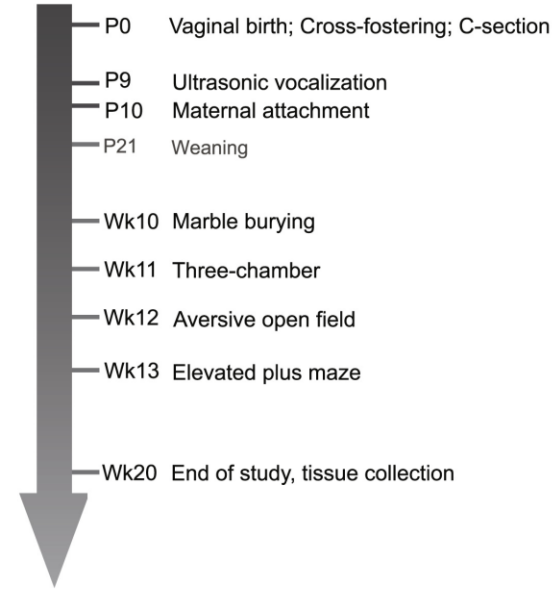 P0 Vaginal birth; Cross-fostering; C-section
P9 Ultrasonic vocalization
P10 Maternal attachment
P21 Weaning
Wk10 Marble burying
Wk11 Three-chamber
Wk12 Aversive open field
Wk13 Elevated plus maze
Wk20 End of study, tissue collection